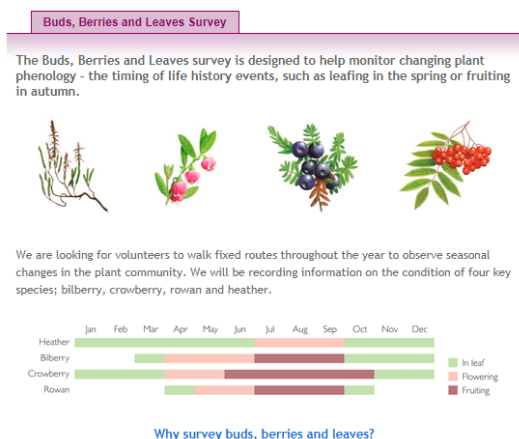 Buds, Berries and Leaves Survey
The Buds, Berries and Leaves survey is designed to help monitor changing plant
phenology - the timing of life history events, such as leafing in the spring or fruiting
in autumn.
We are looking for volunteers to walk fixed routes throughout the year to observe seasonal
changes in the plant community. We will be recording information on the condition of four key
species; bilberry, crowberry, rowan and heather.
Jan Feb Mar Apr May Jun Jul Aug Sep Oct Nov Dec
Heather
Bilberry
Crowberry
Rowan
In leaf
Flowering
Fruiting
Why survey buds, berries and leaves?